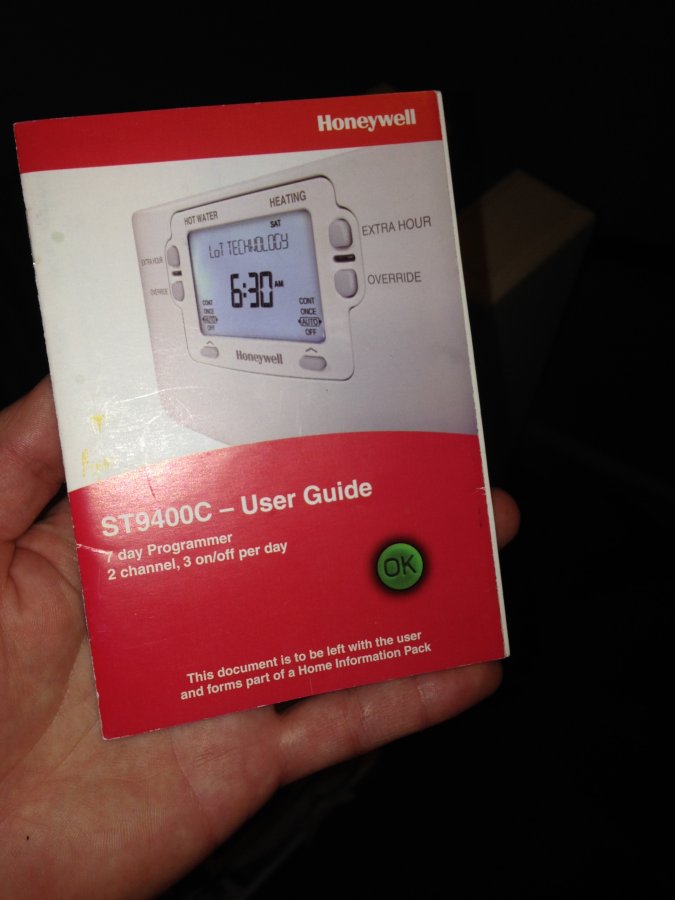 Honeywell
HOT WATER
HEATING
SAT
LoT TECHNOLOGY
6:30 AM
EXTRA HOUR
OVERRIDE
EXTRA HOUR
OVERRIDE
CONT
ONCE
AUTO
OFF
CONT
ONCE
AUTO
OFF
Honeywell
ST9400C – User Guide
7 day Programmer
2 channel, 3 on/off per day
OK
This document is to be left with the user
and forms part of a Home Information Pack